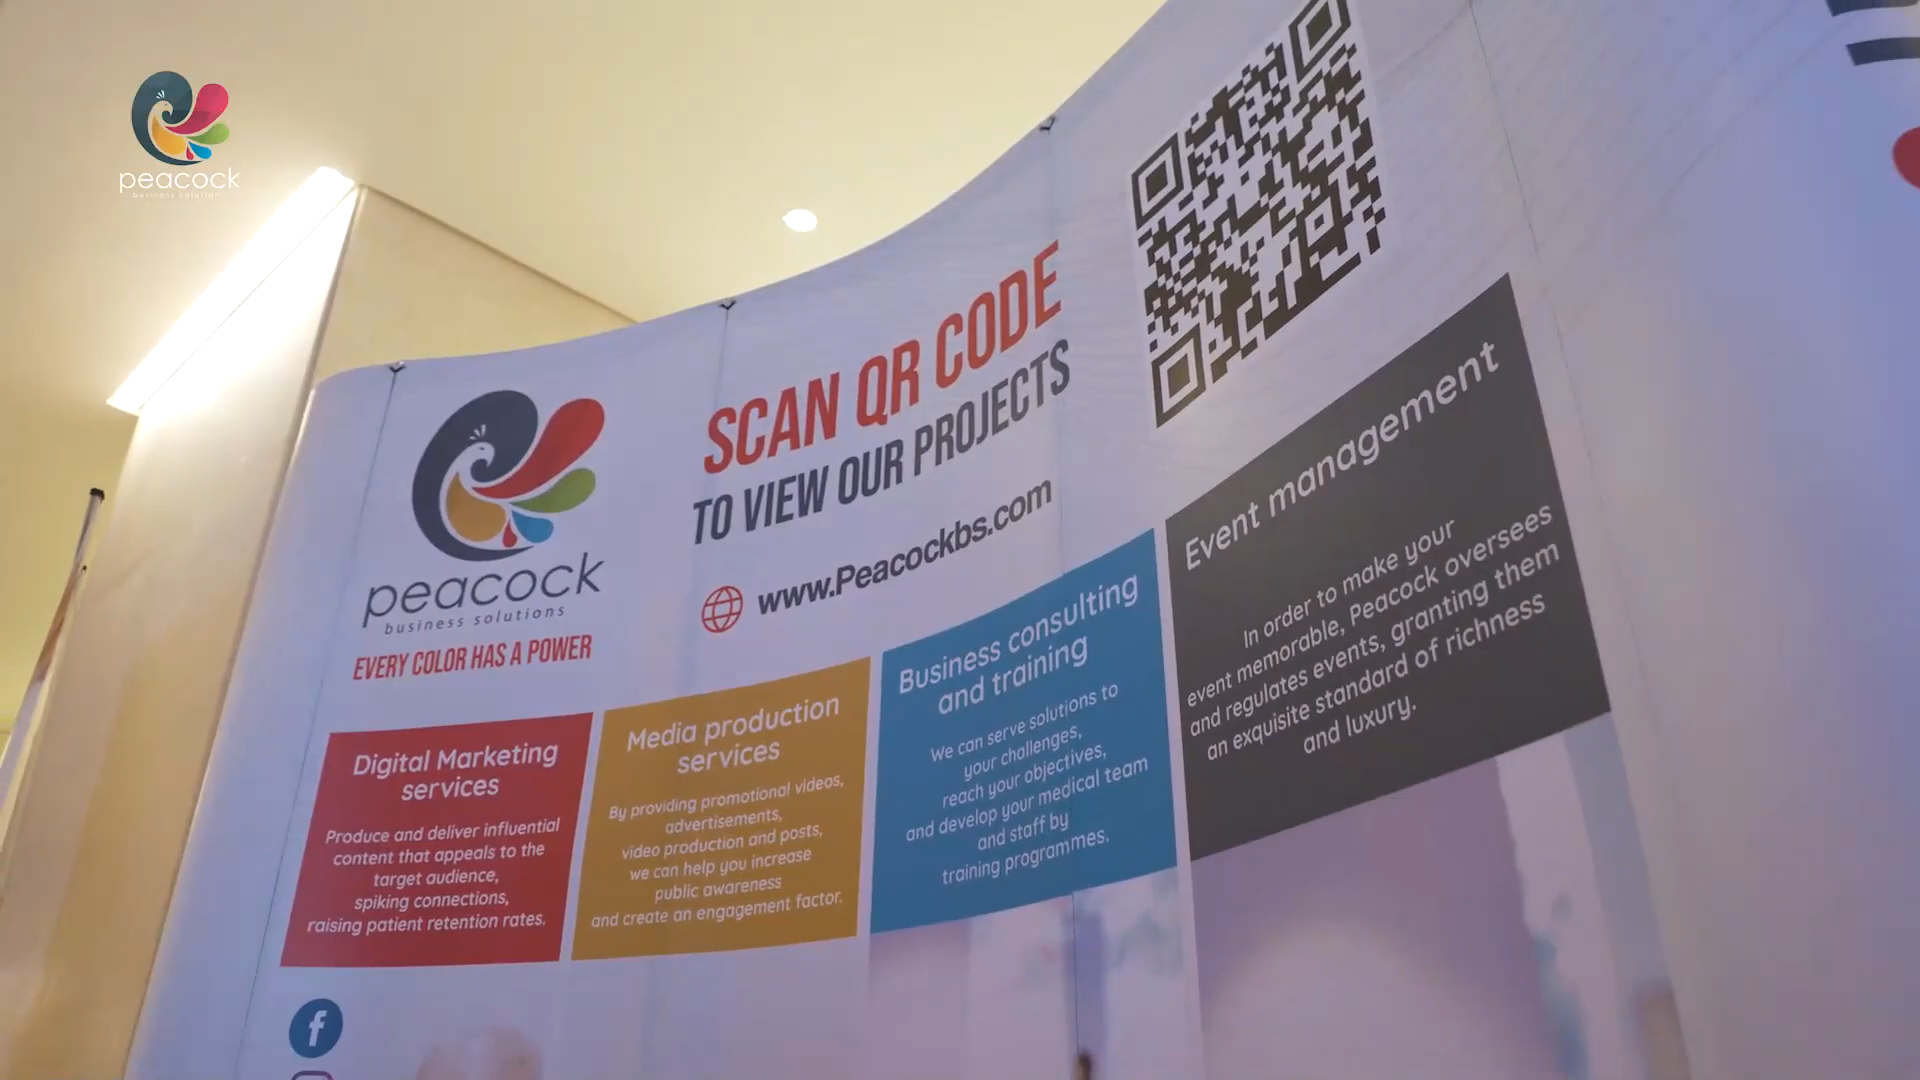 peacock
business solutions
SCAN QR CODE
TO VIEW OUR PROJECTS
www.Peacockbs.com
peacock
business solutions
EVERY COLOR HAS A POWER
Digital Marketing
services
Produce and deliver influential
content that appeals to the
target audience,
spiking connections,
raising patient retention rates.
Media production
services
By providing promotional videos,
advertisements,
video production and posts,
we can help you increase
public awareness
and create an engagement factor.
Business consulting
and training
We can serve solutions to
your challenges,
reach your objectives,
and develop your medical team
and staff by
training programmes.
Event management
In order to make your
event memorable, Peacock oversees
and regulates events, granting them
an exquisite standard of richness
and luxury.
f